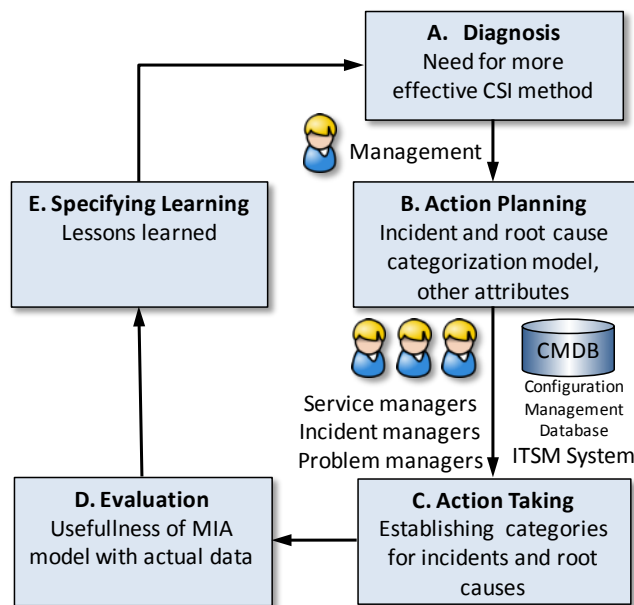 A. Diagnosis
Need for more
effective CSI method
Management
B. Action Planning
Incident and root cause
categorization model,
other attributes
E. Specifying Learning
Lessons learned
CMDB
Configuration
Management
Database
ITSM System
Service managers
Incident managers
Problem managers
C. Action Taking
Establishing categories
for incidents and root
causes
D. Evaluation
Usefullness of MIA
model with actual data